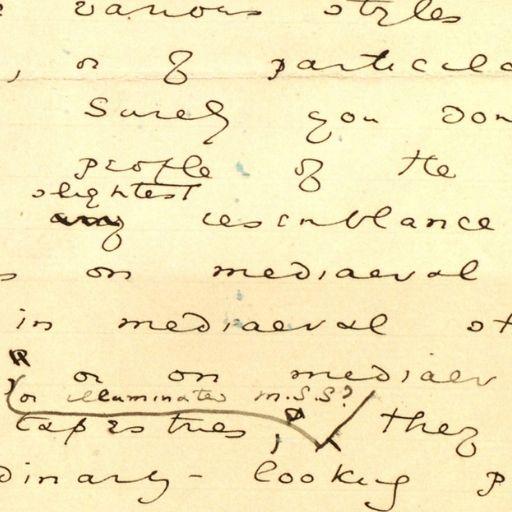 various styles
, or of particula
Surely you don
people of the
slightest
any resemblance
s on mediaeval
in mediaeval st
or on mediaev
or illuminated M.S.S?
tapestries, they
dinary-looking p